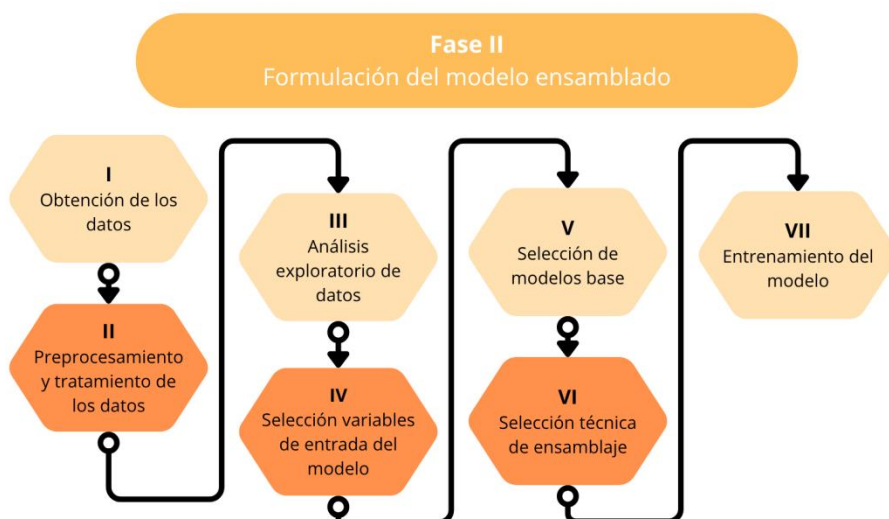 Fase II
Formulación del modelo ensamblado
I
Obtención de los
datos
II
Preprocesamiento
y tratamiento de
los datos
III
Análisis
exploratorio de
datos
IV
Selección variables
de entrada del
modelo
V
Selección de
modelos base
VI
Selección técnica
de ensamblaje
VII
Entrenamiento del
modelo